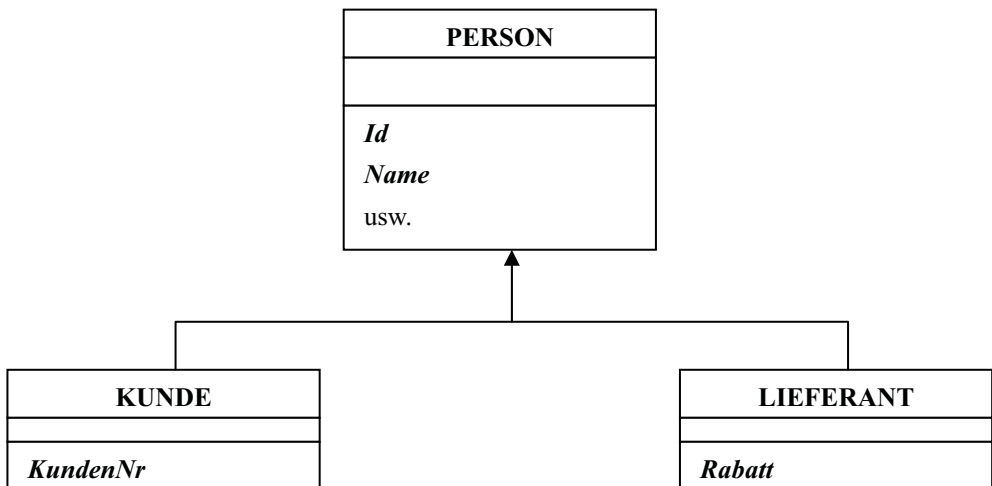 PERSON
Id
Name
usw.
KUNDE
KundenNr
LIEFERANT
Rabatt